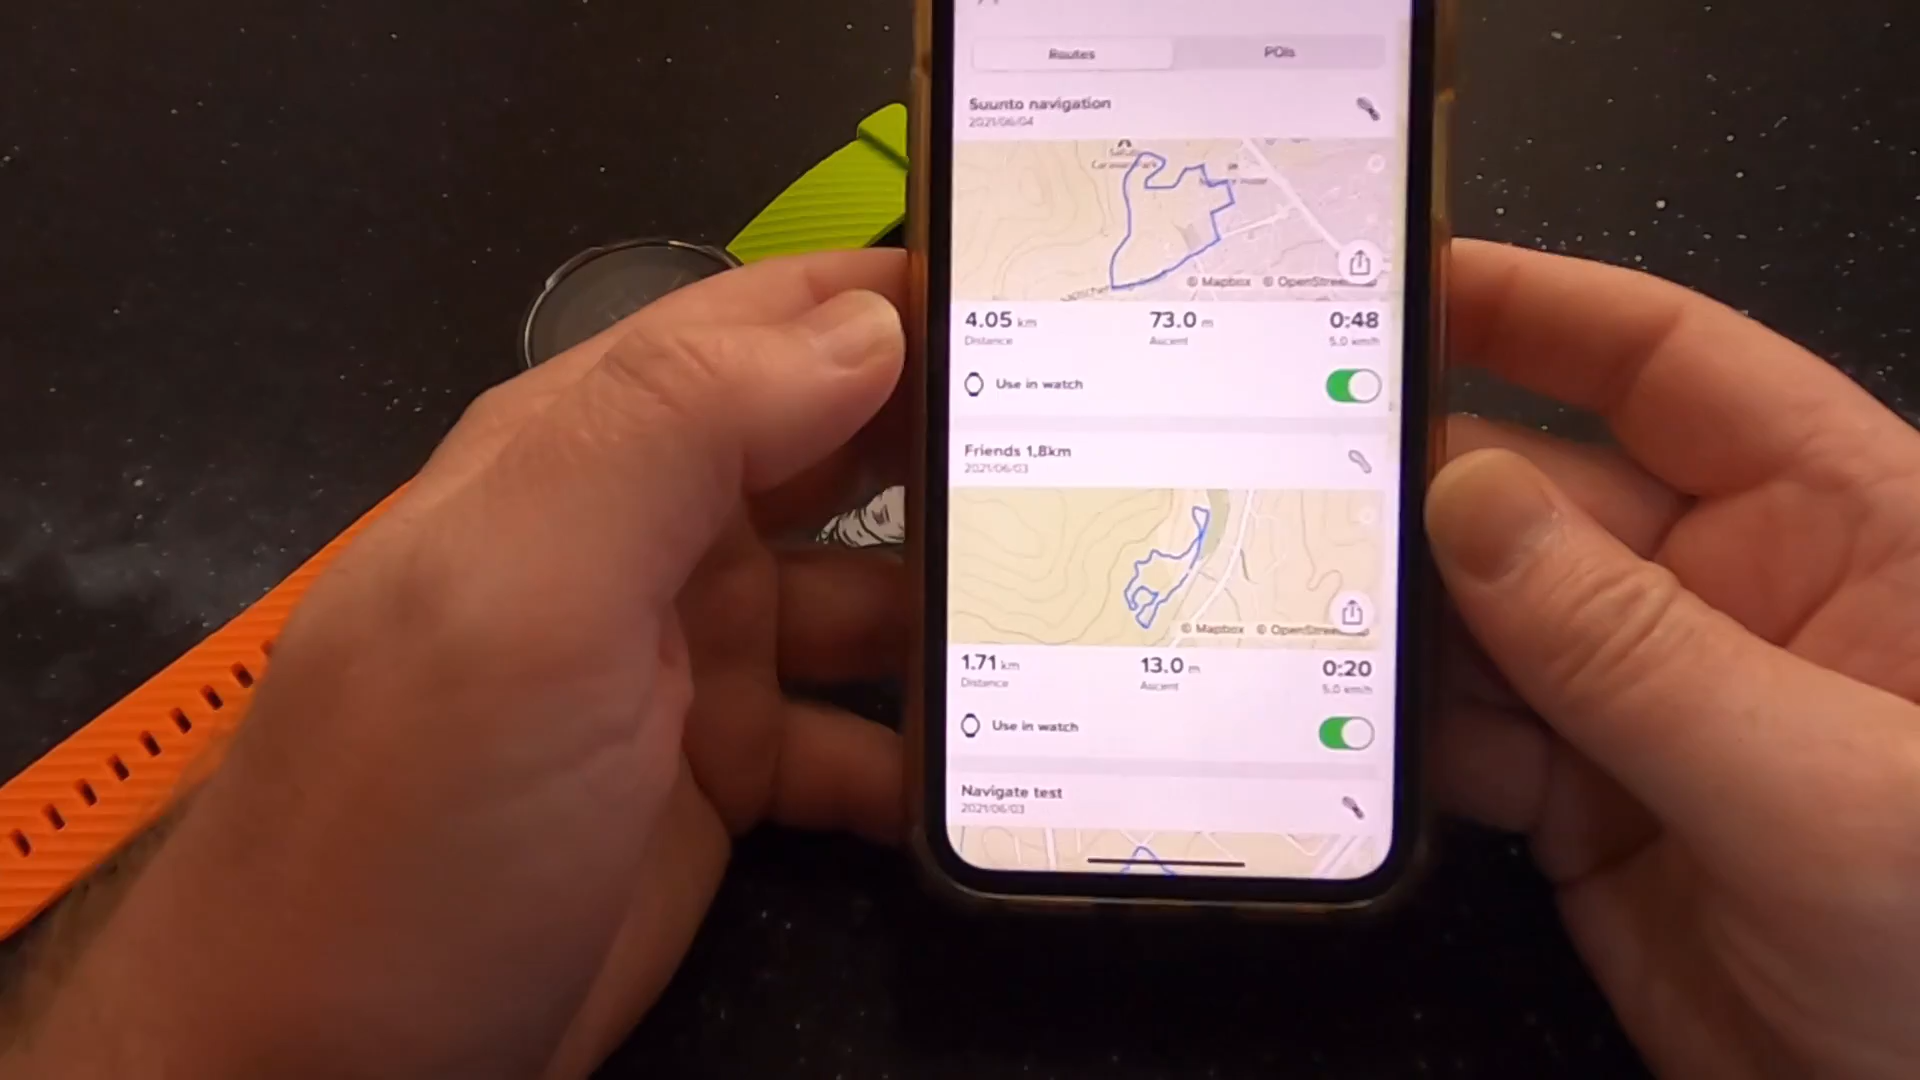 Routes
POIs
Suunto navigation
2021/06/04
© Mapbox © OpenStree
4.05 km
73.0 m
0:48
Distance
Ascent
5.0 km/h
Use in watch
Friends 1,8km
2021/06/03
© Mapbox © OpenStree
1.71 km
13.0 m
0:20
Distance
Ascent
5.0 km/h
Use in watch
Navigate test
2021/06/03